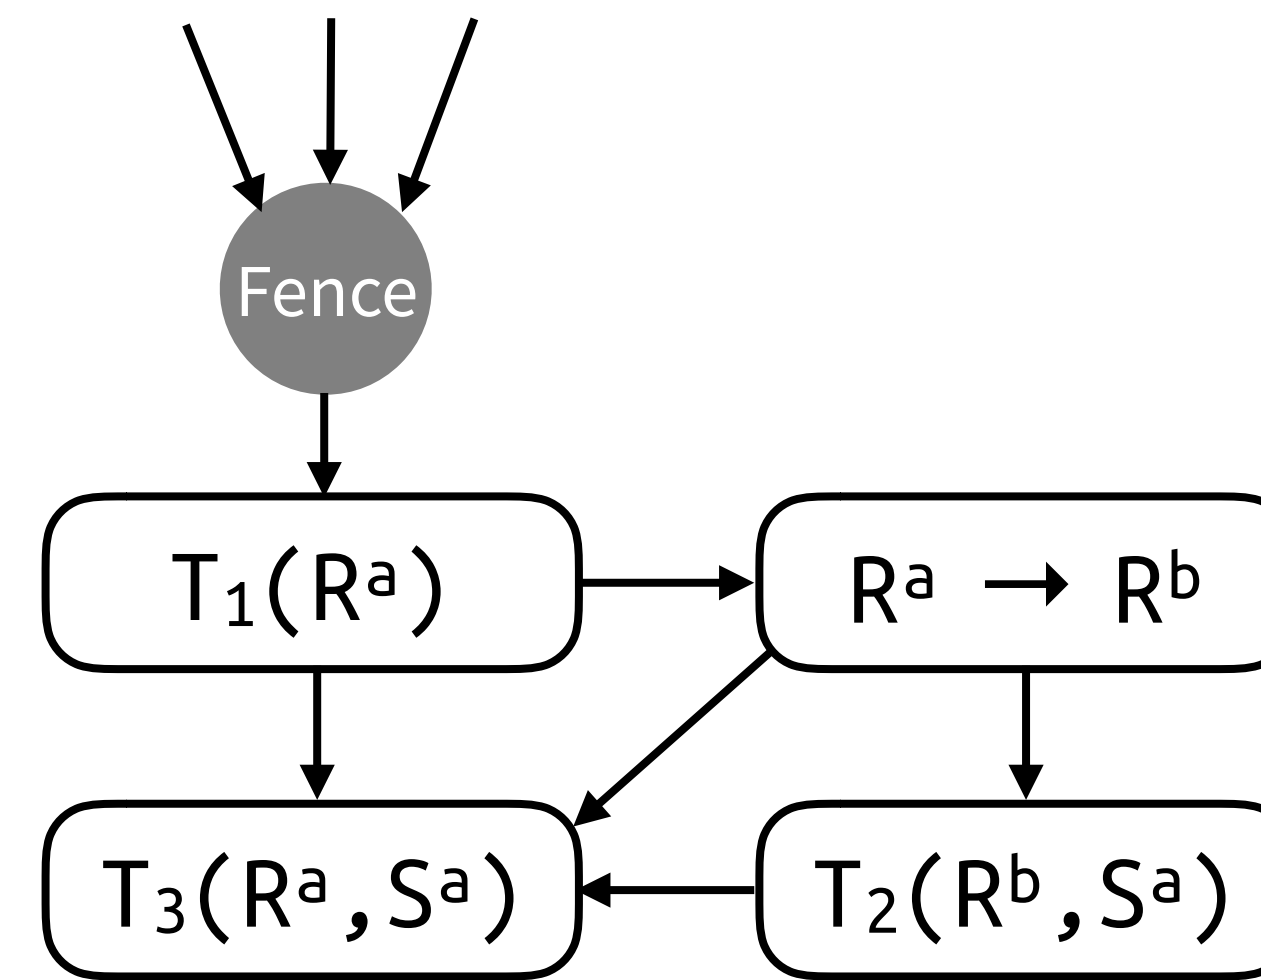 Fence
T₁(Rᵃ)
Rᵃ → Rᵇ
T₃(Rᵃ,Sᵃ)
T₂(Rᵇ,Sᵃ)